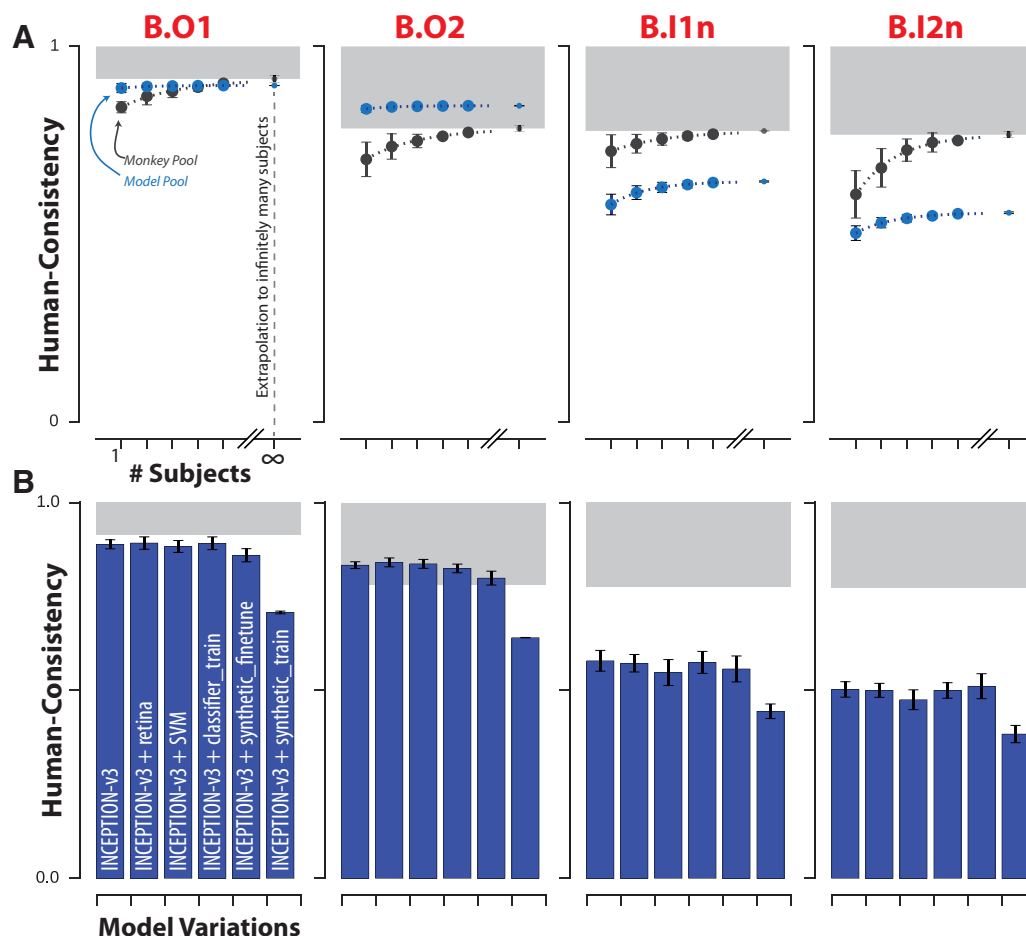 A
B.O1
B.O2
B.I1n
B.I2n
1
Human-Consistency
0
Monkey Pool
Model Pool
Extrapolation to infinitely many subjects
1
∞
# Subjects
B
1.0
Human-Consistency
0.0
INCEPTION-v3
INCEPTION-v3 + retina
INCEPTION-v3 + SVM
INCEPTION-v3 + classifier_train
INCEPTION-v3 + synthetic_finetune
INCEPTION-v3 + synthetic_train
Model Variations